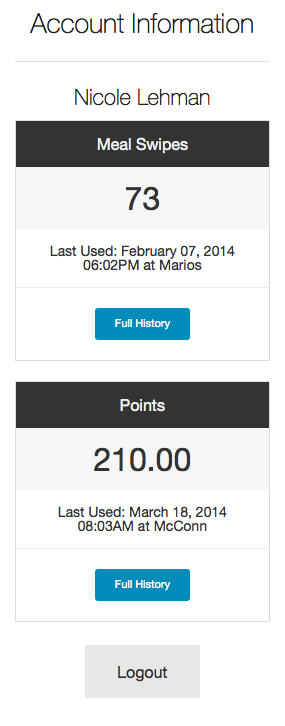 Account Information
Nicole Lehman
Meal Swipes
73
Last Used: February 07, 2014
06:02PM at Marios
Full History
Points
210.00
Last Used: March 18, 2014
08:03AM at McConn
Full History
Logout